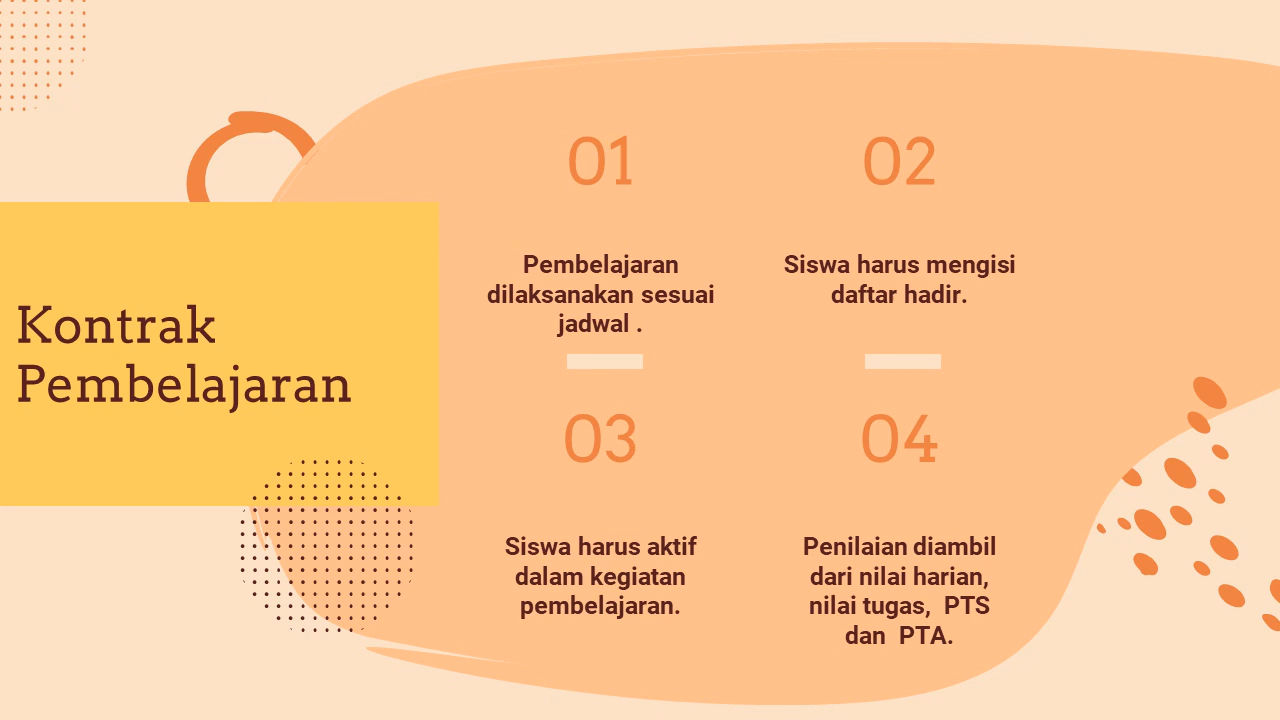 Kontrak
Pembelajaran
01
Pembelajaran
dilaksanakan sesuai
jadwal .
02
Siswa harus mengisi
daftar hadir.
03
Siswa harus aktif
dalam kegiatan
pembelajaran.
04
Penilaian diambil
dari nilai harian,
nilai tugas,  PTS
dan  PTA.